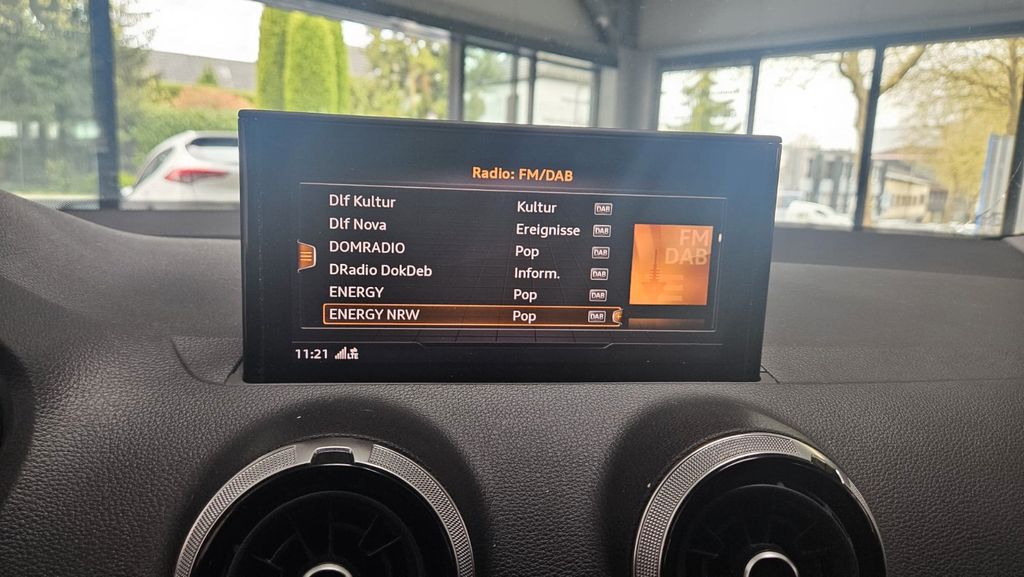 Radio: FM/DAB
Dlf Kultur Kultur DAB
Dlf Nova Ereignisse DAB
DOMRADIO Pop DAB
DRadio DokDeb Inform. DAB
ENERGY Pop DAB
ENERGY NRW Pop DAB
FM
DAB
11:21 LTE